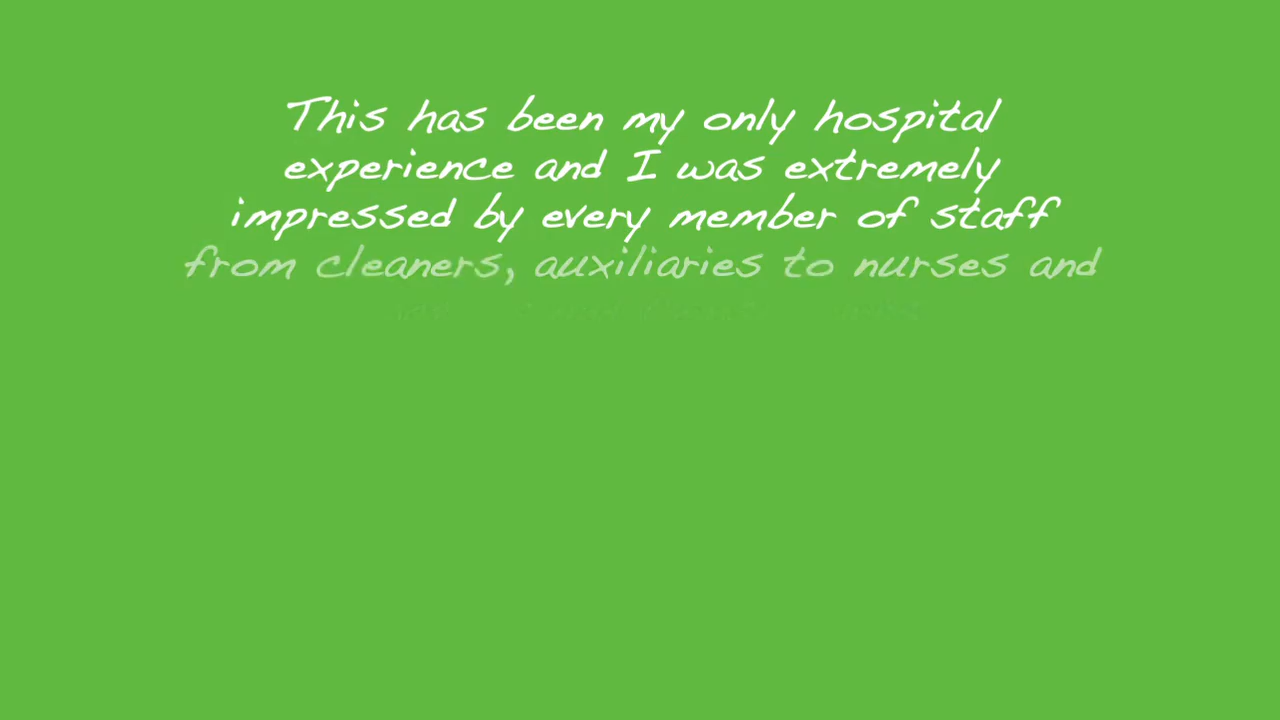 This has been my only hospital
experience and I was extremely
impressed by every member of staff
from cleaners, auxiliaries to nurses and